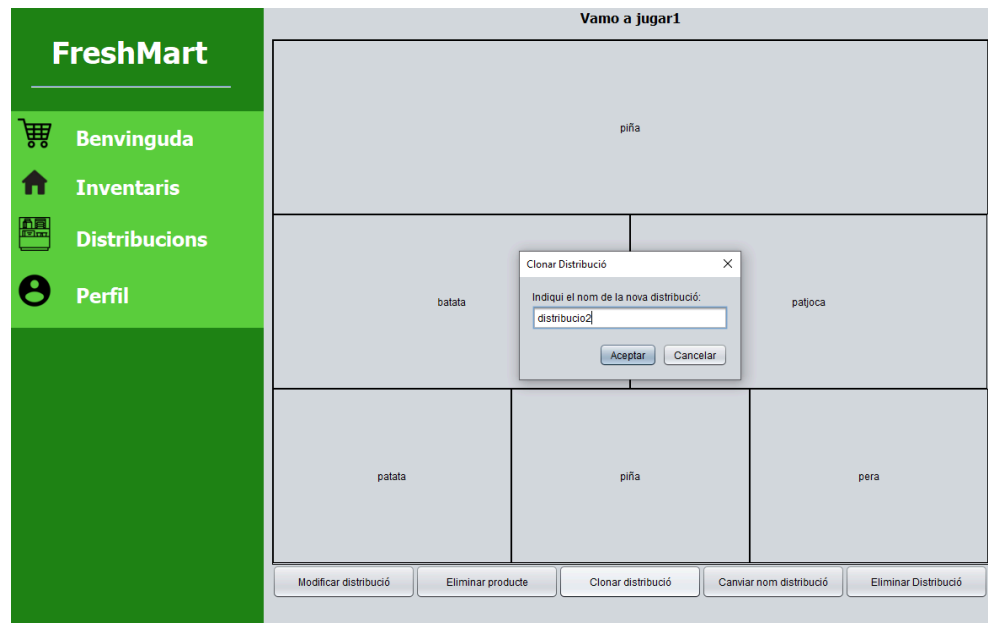 Vamo a jugar1
FreshMart
Benvinguda
Inventaris
Distribucions
Perfil
piña
batata
patjoca
Clonar Distribució
Indiqui el nom de la nova distribució:
distribucio2
Aceptar Cancelar
patata piña pera
Modificar distribució Eliminar producte Clonar distribució Canviar nom distribució Eliminar Distribució